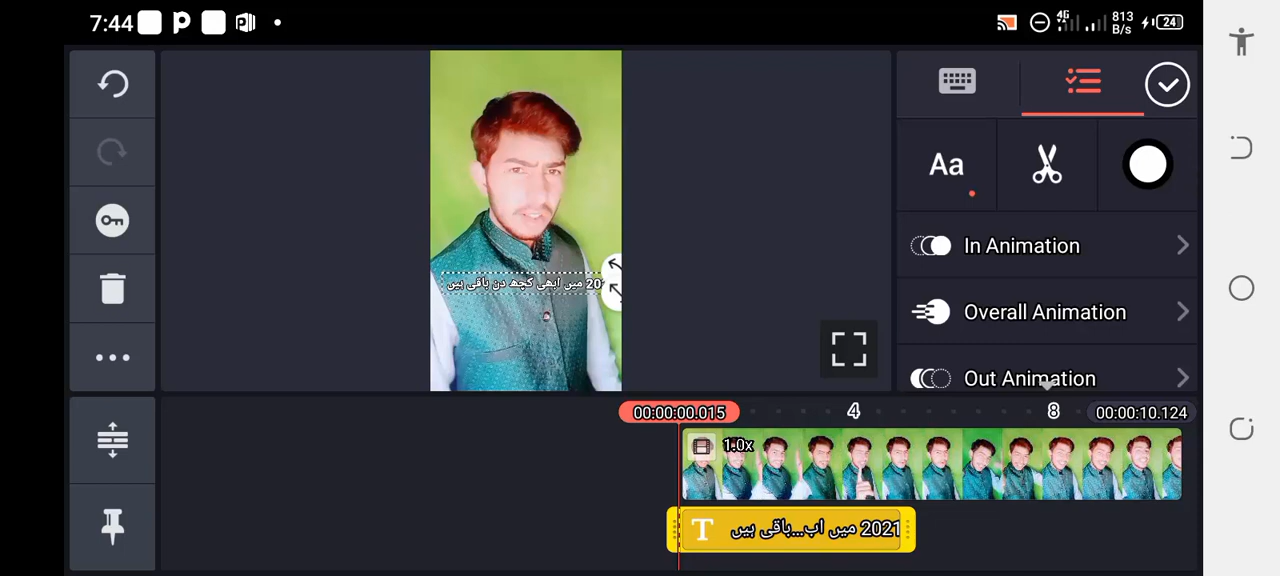 7:44
4G
813
B/s
24
Aa
In Animation
Overall Animation
Out Animation
میں ابھی کچھ دن باقی ہیں
00:00:00.015
4
8
00:00:10.124
1.0x
T
2021 میں اب...باقی ہیں